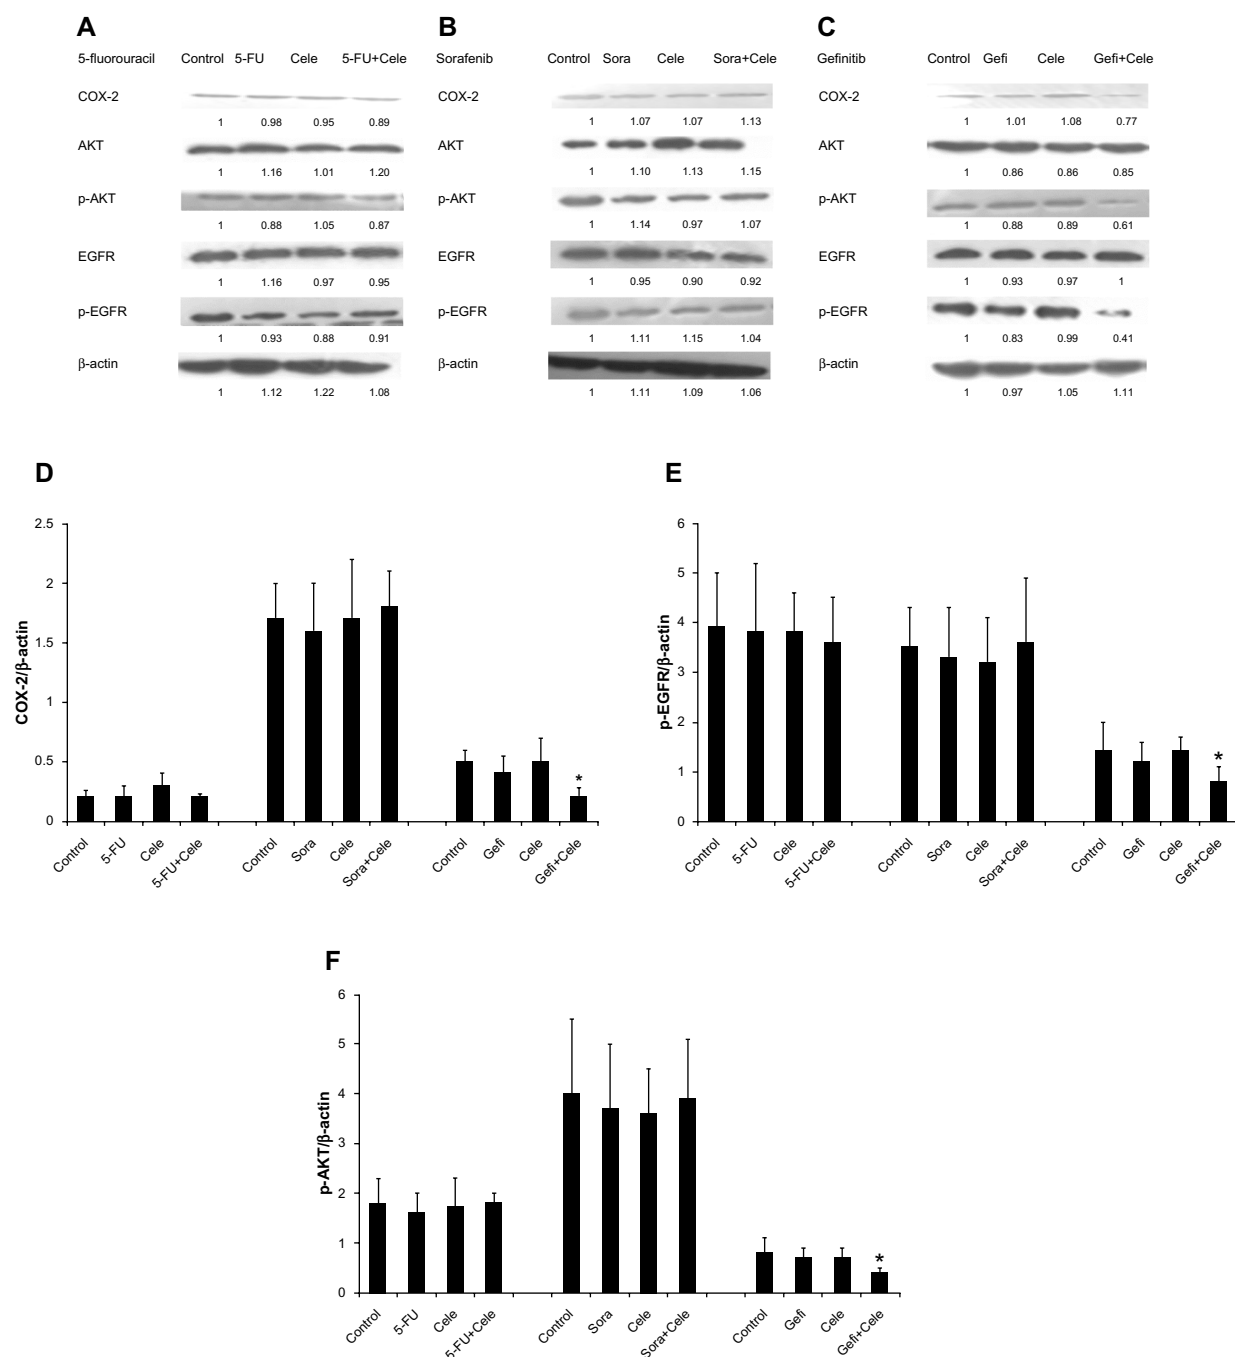 A
B
C
5-fluorouracil Control 5-FU Cele 5-FU+Cele
Sorafenib Control Sora Cele Sora+Cele
Gefinitib Control Gefi Cele Gefi+Cele
COX-2 COX-2 COX-2
1 0.98 0.95 0.89 1 1.07 1.07 1.13 1 1.01 1.08 0.77
AKT AKT AKT
1 1.16 1.01 1.20 1 1.10 1.13 1.15 1 0.86 0.86 0.85
p-AKT p-AKT p-AKT
1 0.88 1.05 0.87 1 1.14 0.97 1.07 1 0.88 0.89 0.61
EGFR EGFR EGFR
1 1.16 0.97 0.95 1 0.95 0.90 0.92 1 0.93 0.97 1
p-EGFR p-EGFR p-EGFR
1 0.93 0.88 0.91 1 1.11 1.15 1.04 1 0.83 0.99 0.41
β-actin β-actin β-actin
1 1.12 1.22 1.08 1 1.11 1.09 1.06 1 0.97 1.05 1.11
D
COX-2/β-actin
2.5
2
1.5
1
0.5
0
*
Control 5-FU Cele 5-FU+Cele Control Sora Cele Sora+Cele Control Gefi Cele Gefi+Cele
E
p-EGFR/β-actin
6
5
4
3
2
1
0
*
Control 5-FU Cele 5-FU+Cele Control Sora Cele Sora+Cele Control Gefi Cele Gefi+Cele
F
p-AKT/β-actin
6
5
4
3
2
1
0
*
Control 5-FU Cele 5-FU+Cele Control Sora Cele Sora+Cele Control Gefi Cele Gefi+Cele